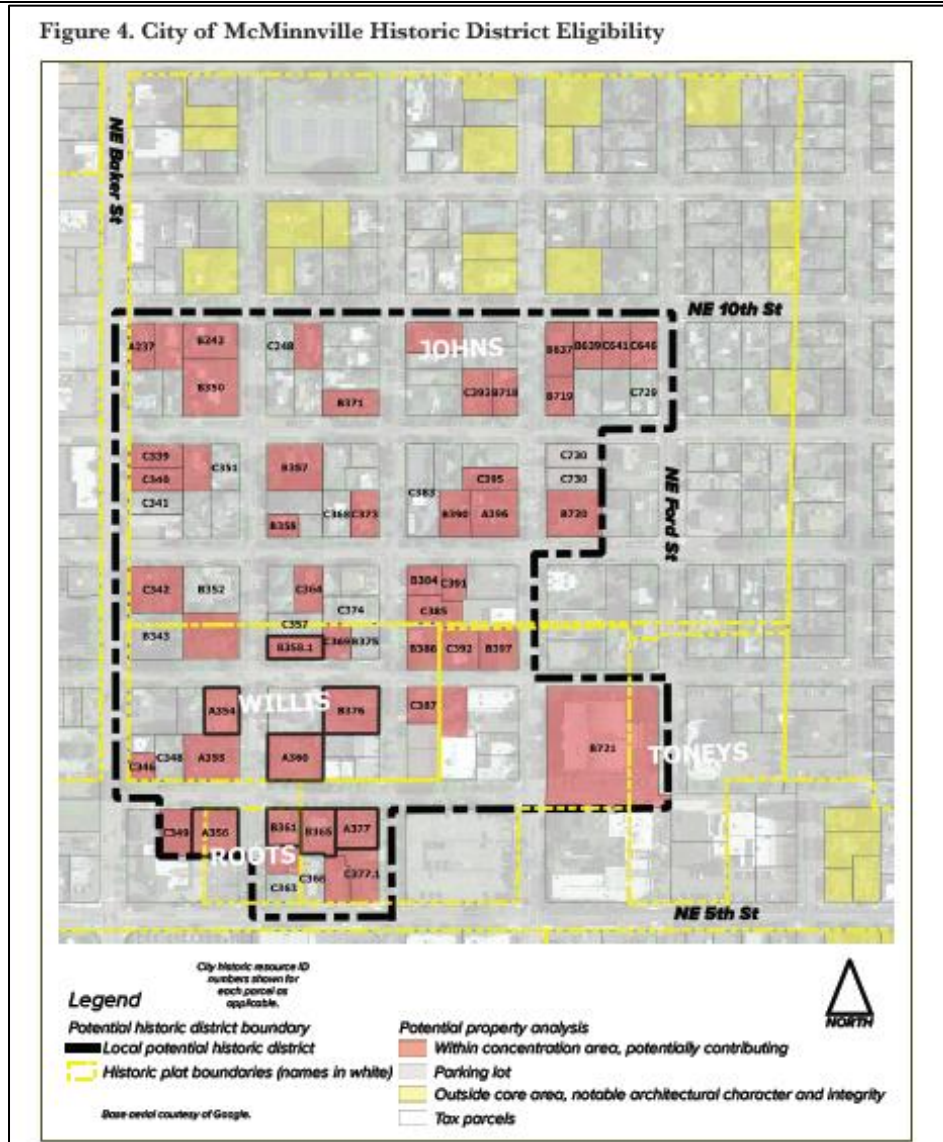 Figure 4. City of McMinnville Historic District Eligibility
NE Baker St
NE 10th St
A237
B243
C248
JOHNS
B637
B639
C641
C646
B350
B371
C393
B718
B719
C729
C339
C340
C341
C351
B357
B359
C368
C373
C383
C395
B390
A396
C730
C730
B720
NE Ford St
C342
B352
C364
C374
B384
C391
C385
B343
C357
B358.1
C369
B375
B386
C392
B397
A354
WILLIS
B376
C387
C346
C348
A355
A360
B721
TONEYS
C349
A356
ROOTS
B361
B365
A377
C363
C366
C377.1
NE 5th St
City historic resource ID
numbers shown for
each parcel as
applicable.
Legend
Potential historic district boundary
Local potential historic district
Historic plat boundaries (names in white)
Base aerial courtesy of Google.
Potential property analysis
Within concentration area, potentially contributing
Parking lot
Outside core area, notable architectural character and integrity
Tax parcels
NORTH